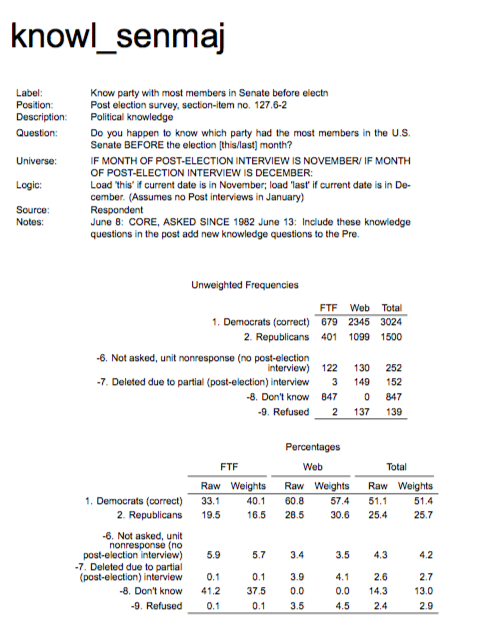 knowl_senmaj
Label: Know party with most members in Senate before electn
Position: Post election survey, section-item no. 127.6-2
Description: Political knowledge
Question: Do you happen to know which party had the most members in the U.S.
Senate BEFORE the election [this/last] month?
Universe: IF MONTH OF POST-ELECTION INTERVIEW IS NOVEMBER/ IF MONTH
OF POST-ELECTION INTERVIEW IS DECEMBER:
Logic: Load 'this' if current date is in November; load 'last' if current date is in De-
cember. (Assumes no Post interviews in January)
Source: Respondent
Notes: June 8: CORE, ASKED SINCE 1982 June 13: Include these knowledge
questions in the post add new knowledge questions to the Pre.
Unweighted Frequencies
FTF Web Total
1. Democrats (correct) 679 2345 3024
2. Republicans 401 1099 1500
-6. Not asked, unit nonresponse (no post-election
interview) 122 130 252
-7. Deleted due to partial (post-election) interview 3 149 152
-8. Don't know 847 0 847
-9. Refused 2 137 139
Percentages
FTF Web Total
Raw Weights Raw Weights Raw Weights
1. Democrats (correct) 33.1 40.1 60.8 57.4 51.1 51.4
2. Republicans 19.5 16.5 28.5 30.6 25.4 25.7
-6. Not asked, unit
nonresponse (no
post-election interview) 5.9 5.7 3.4 3.5 4.3 4.2
-7. Deleted due to partial
(post-election) interview 0.1 0.1 3.9 4.1 2.6 2.7
-8. Don't know 41.2 37.5 0.0 0.0 14.3 13.0
-9. Refused 0.1 0.1 3.5 4.5 2.4 2.9